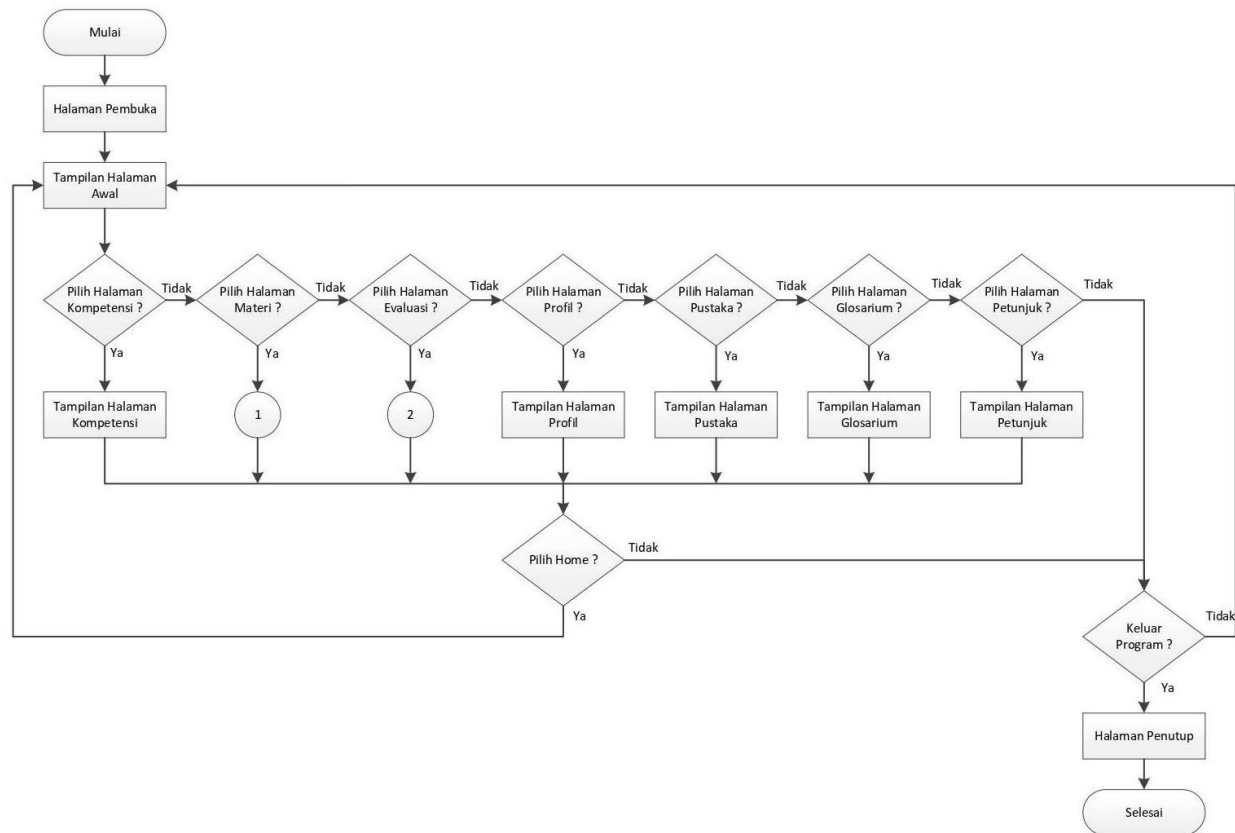 Mulai
Halaman Pembuka
Tampilan Halaman
Awal
Pilih Halaman
Kompetensi ?
Tidak
Pilih Halaman
Materi ?
Tidak
Pilih Halaman
Evaluasi ?
Tidak
Pilih Halaman
Profil ?
Tidak
Pilih Halaman
Pustaka ?
Tidak
Pilih Halaman
Glosarium ?
Tidak
Pilih Halaman
Petunjuk ?
Tidak
Ya
Ya
Ya
Ya
Ya
Ya
Ya
Tampilan Halaman
Kompetensi
1
2
Tampilan Halaman
Profil
Tampilan Halaman
Pustaka
Tampilan Halaman
Glosarium
Tampilan Halaman
Petunjuk
Pilih Home ?
Tidak
Ya
Keluar
Program ?
Tidak
Ya
Halaman Penutup
Selesai